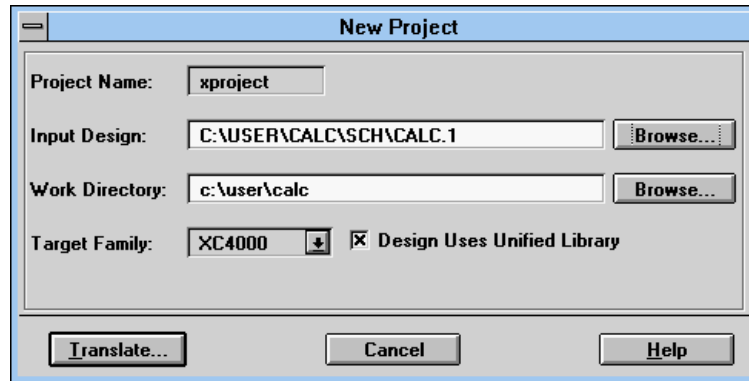 New Project
Project Name: xproject
Input Design: C:\USER\CALC\SCH\CALC.1 Browse...
Work Directory: c:\user\calc Browse...
Target Family: XC4000 Design Uses Unified Library
Translate... Cancel Help